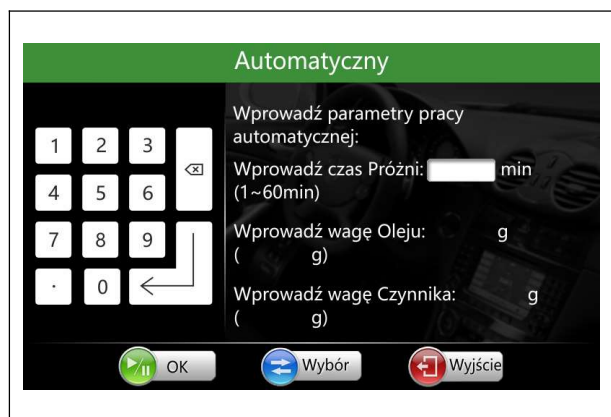 Automatyczny
1 2 3
4 5 6
7 8 9
. 0
Wprowadź parametry pracy
automatycznej:
Wprowadź czas Próżni: min
(1~60min)
Wprowadź wagę Oleju: g
( g)
Wprowadź wagę Czynnika: g
( g)
OK Wybór Wyjście